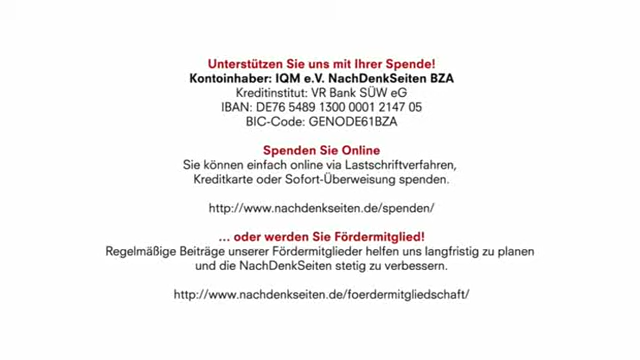 Unterstützen Sie uns mit Ihrer Spende!
Kontoinhaber: IQM e.V. NachDenkSeiten BZA
Kreditinstitut: VR Bank SÜW eG
IBAN: DE76 5489 1300 0001 2147 05
BIC-Code: GENODE61BZA
Spenden Sie Online
Sie können einfach online via Lastschriftverfahren,
Kreditkarte oder Sofort-Überweisung spenden.
http://www.nachdenkseiten.de/spenden/
... oder werden Sie Fördermitglied!
Regelmäßige Beiträge unserer Fördermitglieder helfen uns langfristig zu planen
und die NachDenkSeiten stetig zu verbessern.
http://www.nachdenkseiten.de/foerdermitgliedschaft/